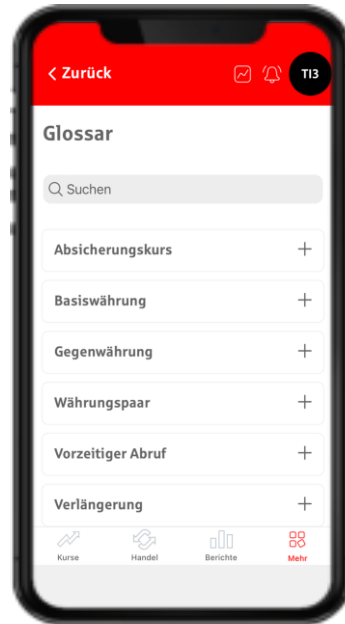 Zurück
TI3
Glossar
Suchen
Absicherungskurs
Basiswährung
Gegenwährung
Währungspaar
Vorzeitiger Abruf
Verlängerung
Kurse
Handel
Berichte
Mehr